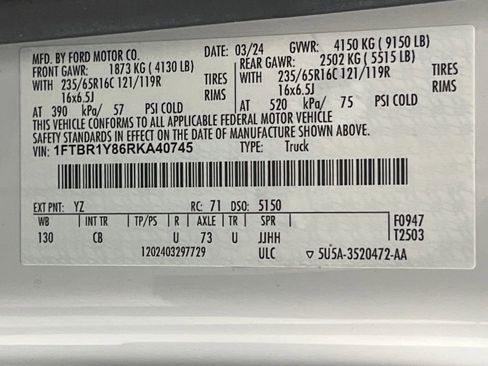 MFD. BY FORD MOTOR CO. DATE: 03/24 GVWR: 4150 KG ( 9150 LB)
FRONT GAWR: 1873 KG ( 4130 LB) REAR GAWR: 2502 KG ( 5515 LB)
WITH 235/65R16C 121/119R TIRES WITH 235/65R16C 121/119R TIRES
16x6.5J RIMS 16x6.5J RIMS
AT 390 kPa/ 57 PSI COLD AT 520 kPa/ 75 PSI COLD
THIS VEHICLE CONFORMS TO ALL APPLICABLE FEDERAL MOTOR VEHICLE
SAFETY STANDARDS IN EFFECT ON THE DATE OF MANUFACTURE SHOWN ABOVE.
VIN: 1FTBR1Y86RKA40745 TYPE: Truck
EXT PNT: YZ RC: 71 DSO: 5150
WB INT TR TP/PS R AXLE TR SPR F0947
130 CB U 73 U JJHH T2503
1202403297729 ULC 5U5A-3520472-AA